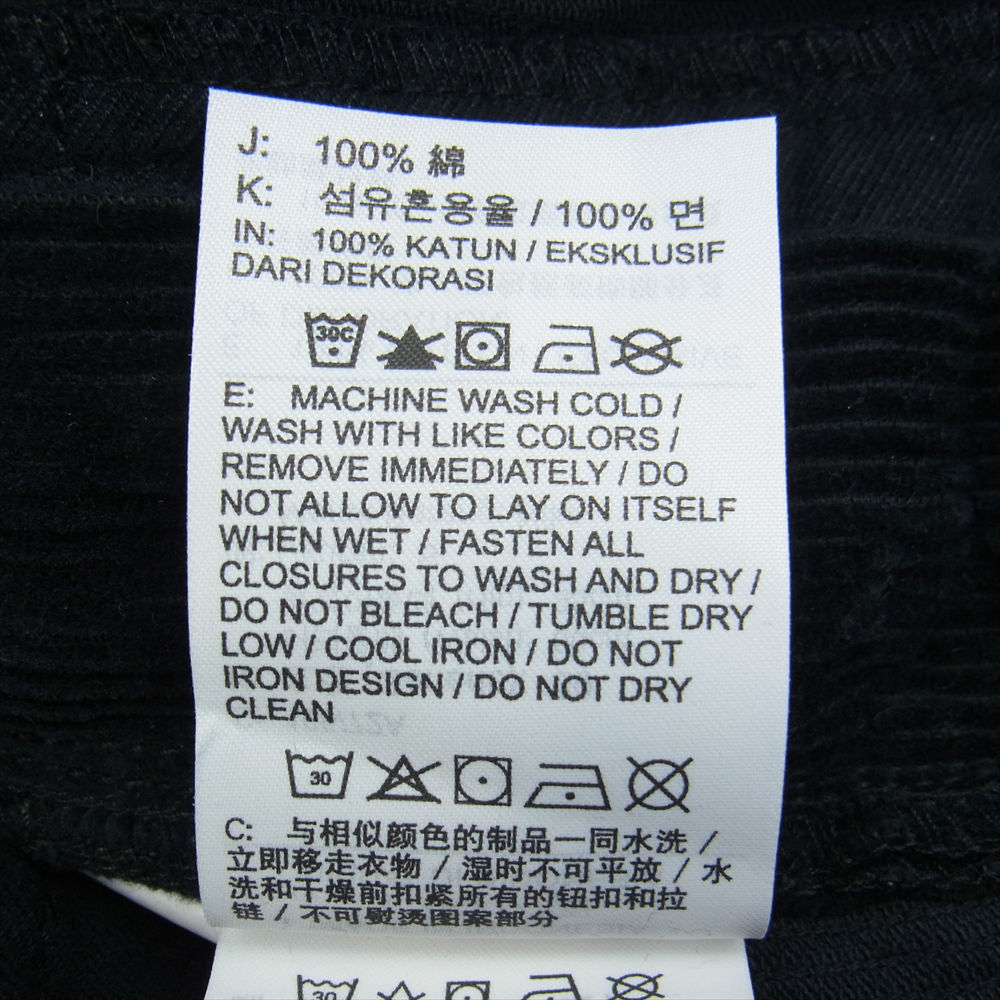 J: 100% 綿
K: 섬유혼용율 / 100% 면
IN: 100% KATUN / EKSKLUSIF
DARI DEKORASI
30C
E: MACHINE WASH COLD /
WASH WITH LIKE COLORS /
REMOVE IMMEDIATELY / DO
NOT ALLOW TO LAY ON ITSELF
WHEN WET / FASTEN ALL
CLOSURES TO WASH AND DRY /
DO NOT BLEACH / TUMBLE DRY
LOW / COOL IRON / DO NOT
IRON DESIGN / DO NOT DRY
CLEAN
30
C: 与相似颜色的制品一同水洗 /
立即移走衣物 / 湿时不可平放 / 水
洗和干燥前扣紧所有的钮扣和拉
链 / 不可熨烫图案部分
30